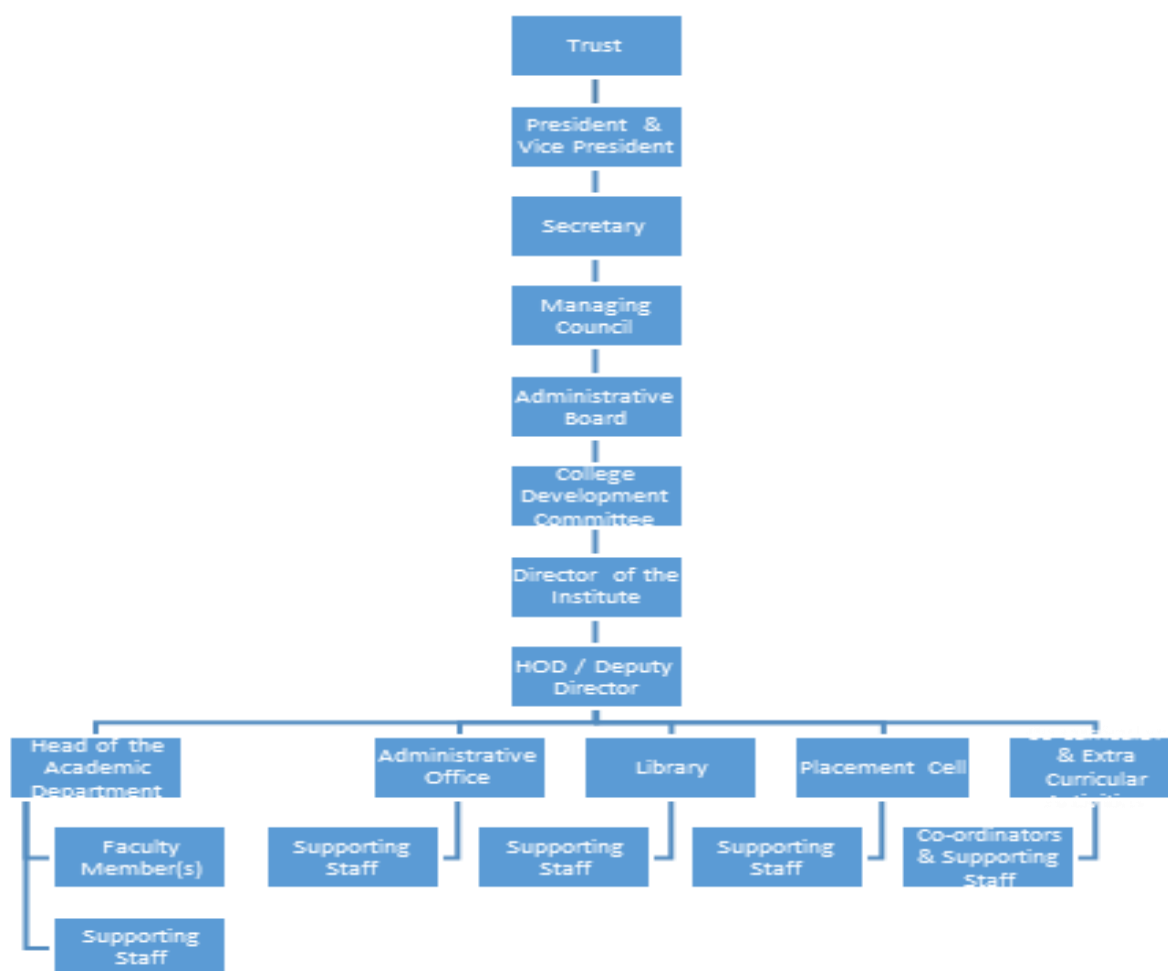 Trust
President &
Vice President
Secretary
Managing
Council
Administrative
Board
College
Development
Committee
Director of the
Institute
HOD / Deputy
Director
Head of the
Academic
Department
Administrative
Office
Library
Placement Cell
& Extra
Curricular
Faculty
Member(s)
Supporting
Staff
Supporting
Staff
Supporting
Staff
Co-ordinators
& Supporting
Staff
Supporting
Staff